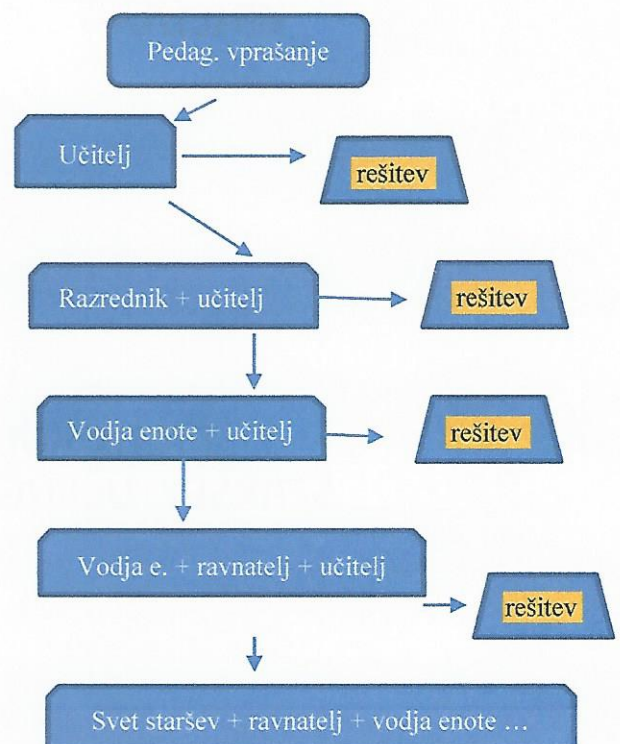 Pedag. vprašanje
Učitelj
rešitev
Razrednik + učitelj
rešitev
Vodja enote + učitelj
rešitev
Vodja e. + ravnatelj + učitelj
rešitev
Svet staršev + ravnatelj + vodja enote ...